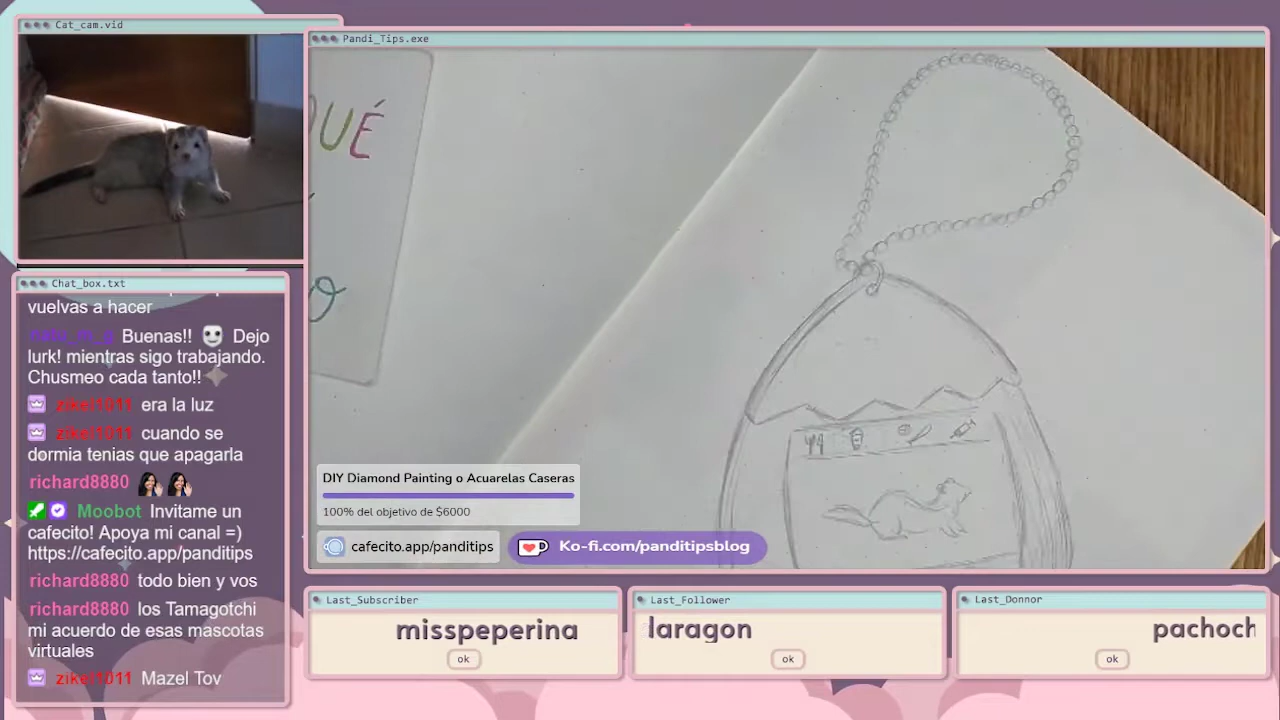 Cat_cam.vid
Pandi_Tips.exe
QUÉ
Chat_box.txt
vuelvas a hacer
Buenas!! Dejo
lurk! mientras sigo trabajando.
Chusmeo cada tanto!!
zikel1011 era la luz
zikel1011 cuando se
dormia tenias que apagarla
richard8880
Moobot Invitame un
cafecito! Apoya mi canal =)
https://cafecito.app/panditips
richard8880 todo bien y vos
richard8880 los Tamagotchi
mi acuerdo de esas mascotas
virtuales
zikel1011 Mazel Tov
DIY Diamond Painting o Acuarelas Caseras
100% del objetivo de $6000
cafecito.app/panditips
Ko-fi.com/panditipsblog
Last_Subscriber
misspeperina
ok
Last_Follower
laragon
ok
Last_Donnor
pachoch
ok